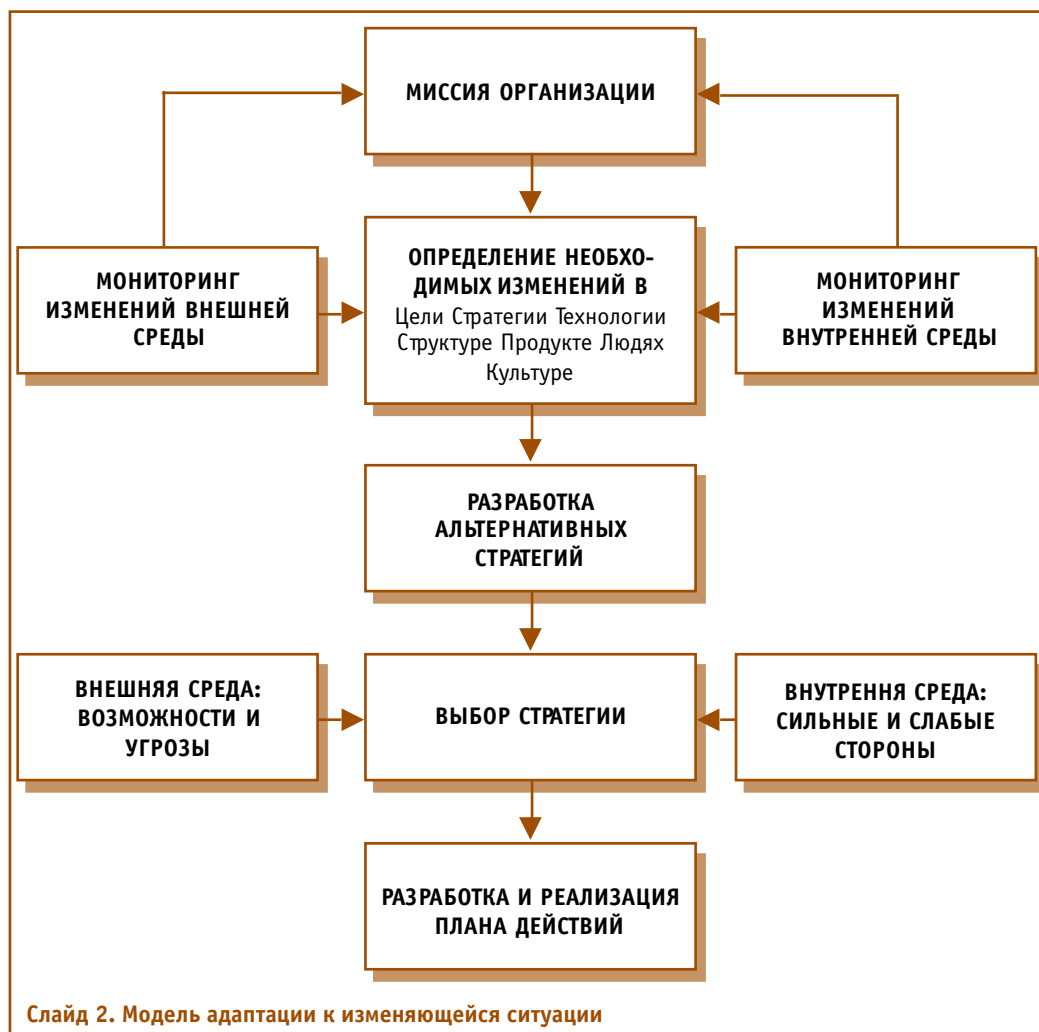 МИССИЯ ОРГАНИЗАЦИИ
МОНИТОРИНГ
ИЗМЕНЕНИЙ ВНЕШНЕЙ
СРЕДЫ
ОПРЕДЕЛЕНИЕ НЕОБХО-
ДИМЫХ ИЗМЕНЕНИЙ В
Цели Стратегии Технологии
Структуре Продукте Людях
Культуре
МОНИТОРИНГ
ИЗМЕНЕНИЙ
ВНУТРЕННЕЙ СРЕДЫ
РАЗРАБОТКА
АЛЬТЕРНАТИВНЫХ
СТРАТЕГИЙ
ВНЕШНЯЯ СРЕДА:
ВОЗМОЖНОСТИ И
УГРОЗЫ
ВЫБОР СТРАТЕГИИ
ВНУТРЕННЯ СРЕДА:
СИЛЬНЫЕ И СЛАБЫЕ
СТОРОНЫ
РАЗРАБОТКА И РЕАЛИЗАЦИЯ
ПЛАНА ДЕЙСТВИЙ
Слайд 2. Модель адаптации к изменяющейся ситуации